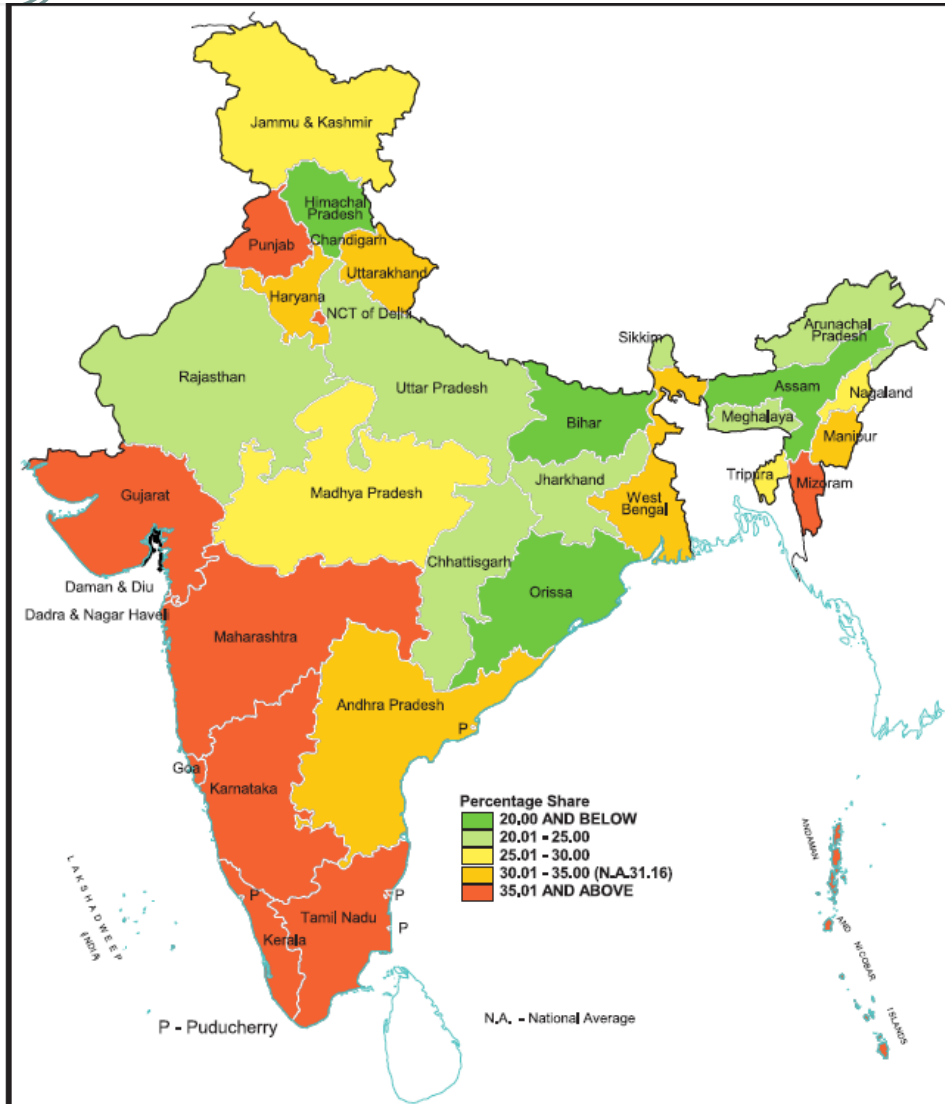 Jammu & Kashmir
Himachal
Pradesh
Punjab
Chandigarh
Uttarakhand
Haryana
NCT of Delhi
Rajasthan
Uttar Pradesh
Sikkim
Arunachal
Pradesh
Assam
Nagaland
Meghalaya
Manipur
Bihar
Tripura
Mizoram
Jharkhand
West
Bengal
Gujarat
Madhya Pradesh
Chhattisgarh
Orissa
Daman & Diu
Dadra & Nagar Haveli
Maharashtra
Andhra Pradesh
P
Goa
Karnataka
Percentage Share
20.00 AND BELOW
20.01 - 25.00
25.01 - 30.00
30.01 - 35.00 (N.A.31.16)
35.01 AND ABOVE
ANDAMAN
AND NICOBAR
ISLANDS
LAKSHADWEEP
(INDIA)
P
P
Tamil Nadu
P
Kerala
P - Puducherry
N.A. - National Average